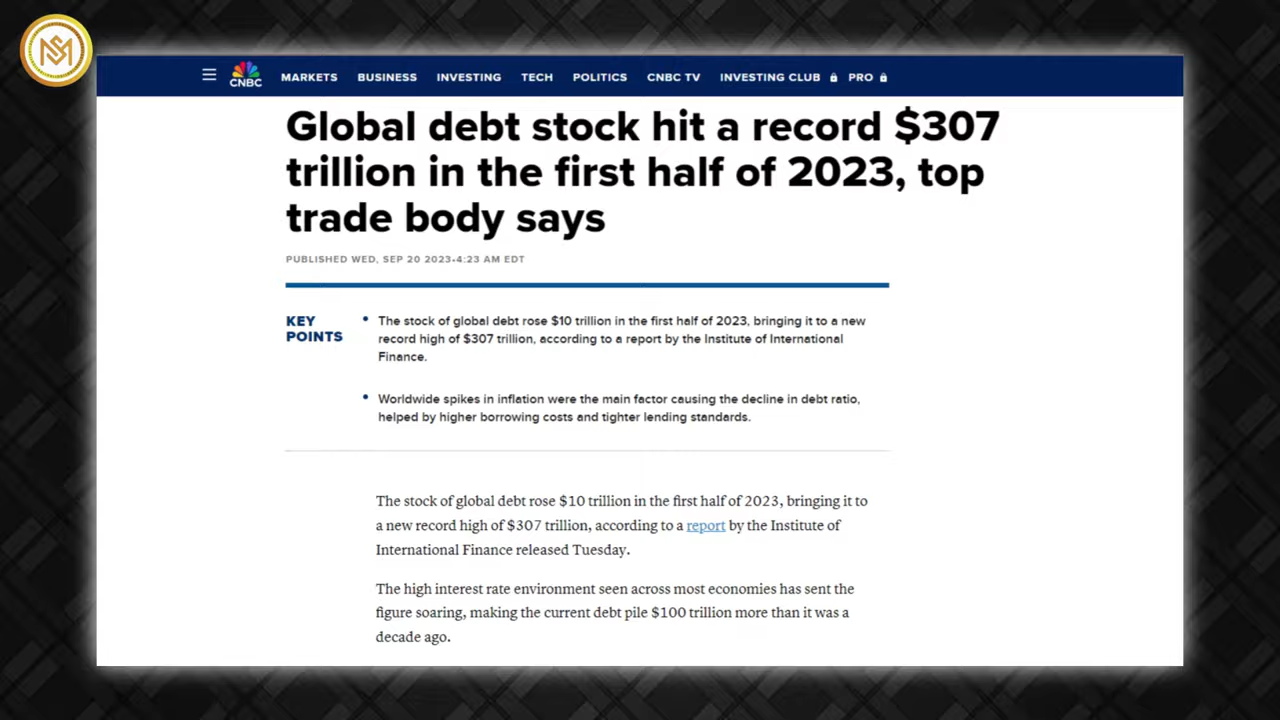 CNBC
MARKETS BUSINESS INVESTING TECH POLITICS CNBC TV INVESTING CLUB PRO
Global debt stock hit a record $307
trillion in the first half of 2023, top
trade body says
PUBLISHED WED, SEP 20 2023•4:23 AM EDT
KEY
POINTS
• The stock of global debt rose $10 trillion in the first half of 2023, bringing it to a new
record high of $307 trillion, according to a report by the Institute of International
Finance.
• Worldwide spikes in inflation were the main factor causing the decline in debt ratio,
helped by higher borrowing costs and tighter lending standards.
The stock of global debt rose $10 trillion in the first half of 2023, bringing it to
a new record high of $307 trillion, according to a report by the Institute of
International Finance released Tuesday.
The high interest rate environment seen across most economies has sent the
figure soaring, making the current debt pile $100 trillion more than it was a
decade ago.